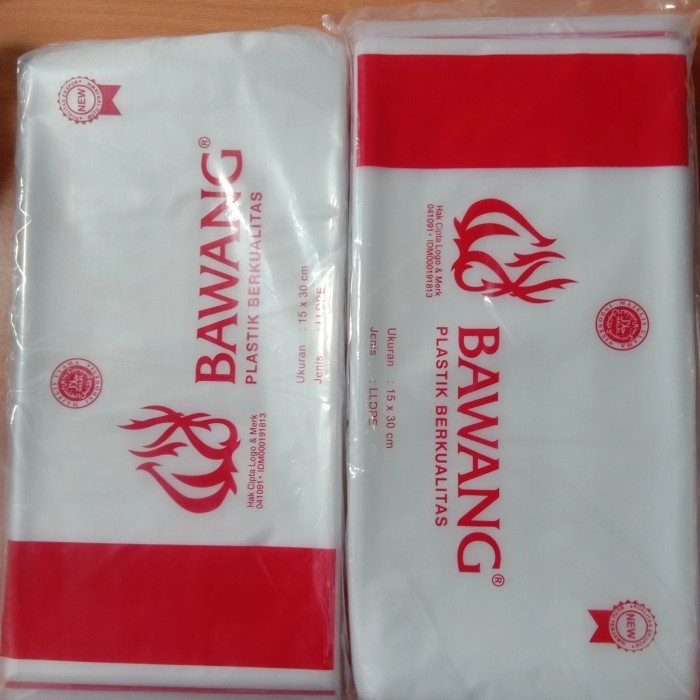 BAWANG®
PLASTIK BERKUALITAS
Ukuran : 15 x 30 cm
Jenis : LLDPE
Hak Cipta Logo & Merk
041091 • IDM000191813
NEW
BAWANG®
PLASTIK BERKUALITAS
Ukuran : 15 x 30 cm
Jenis : LLDPE
Hak Cipta Logo & Merk
041091 • IDM000191813
NEW